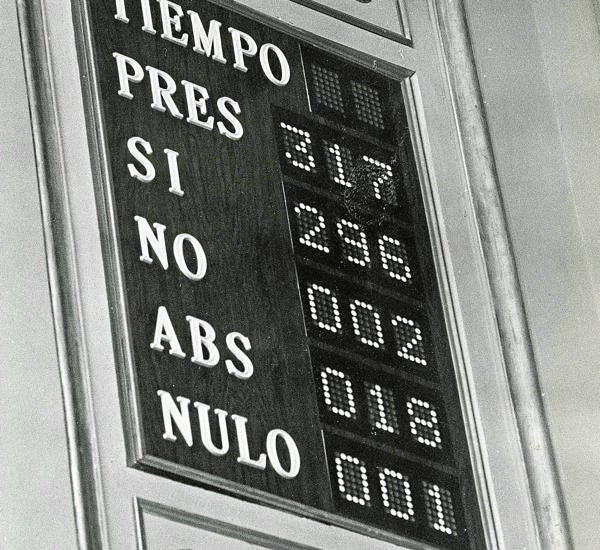 TIEMPO
PRES 317
SI 296
NO 002
ABS 018
NULO 001